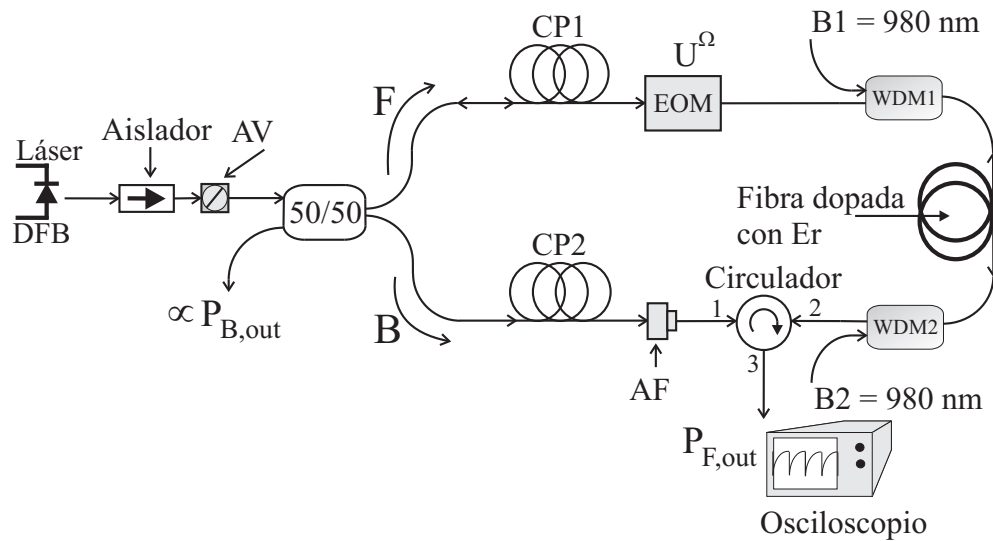 B1 = 980 nm
CP1
U^Ω
F
EOM
WDM1
Aislador
AV
Láser
DFB
50/50
Fibra dopada
con Er
CP2
Circulador
∝ P_B,out
B
1
2
WDM2
3
AF
B2 = 980 nm
P_F,out
Osciloscopio